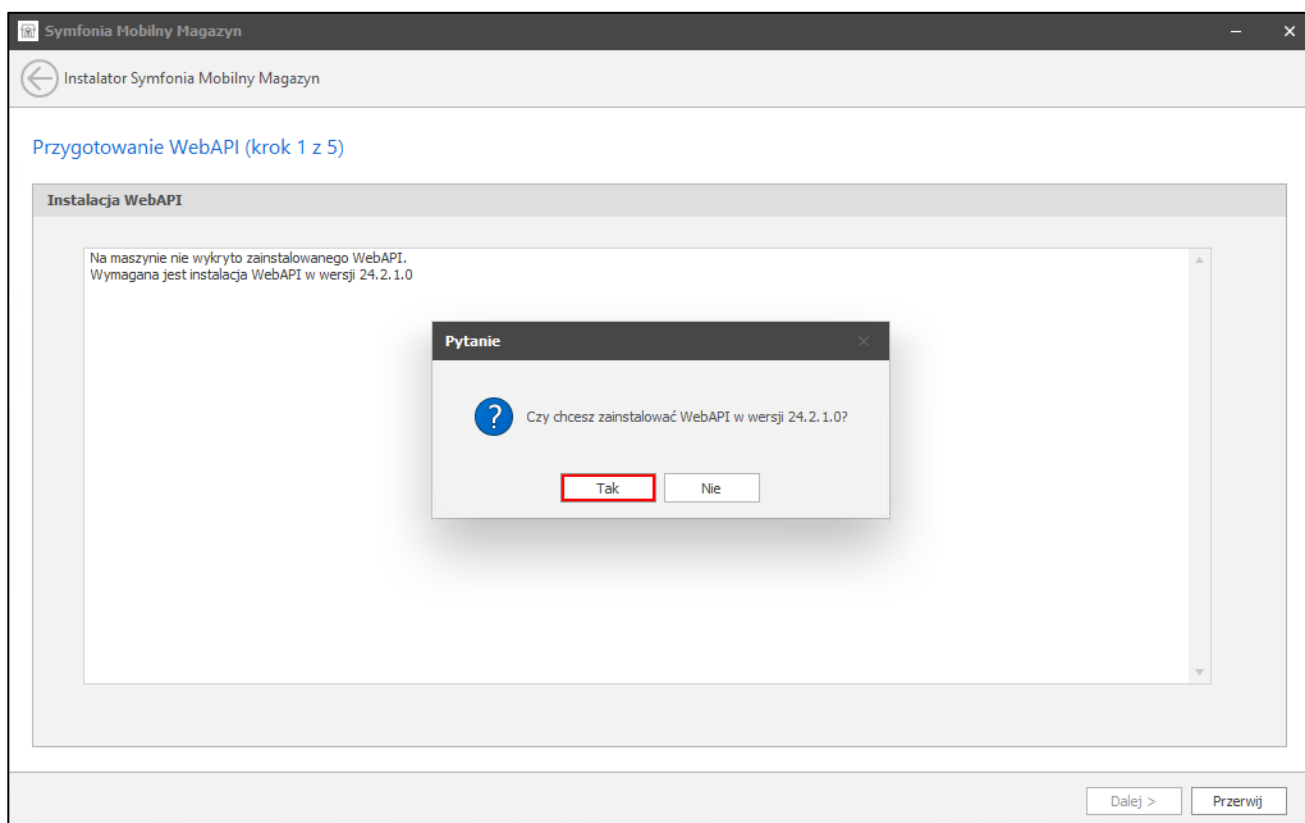 Symfonia Mobilny Magazyn
Instalator Symfonia Mobilny Magazyn
Przygotowanie WebAPI (krok 1 z 5)
Instalacja WebAPI
Na maszynie nie wykryto zainstalowanego WebAPI.
Wymagana jest instalacja WebAPI w wersji 24.2.1.0
Pytanie
Czy chcesz zainstalować WebAPI w wersji 24.2.1.0?
Tak Nie
Dalej > Przerwij